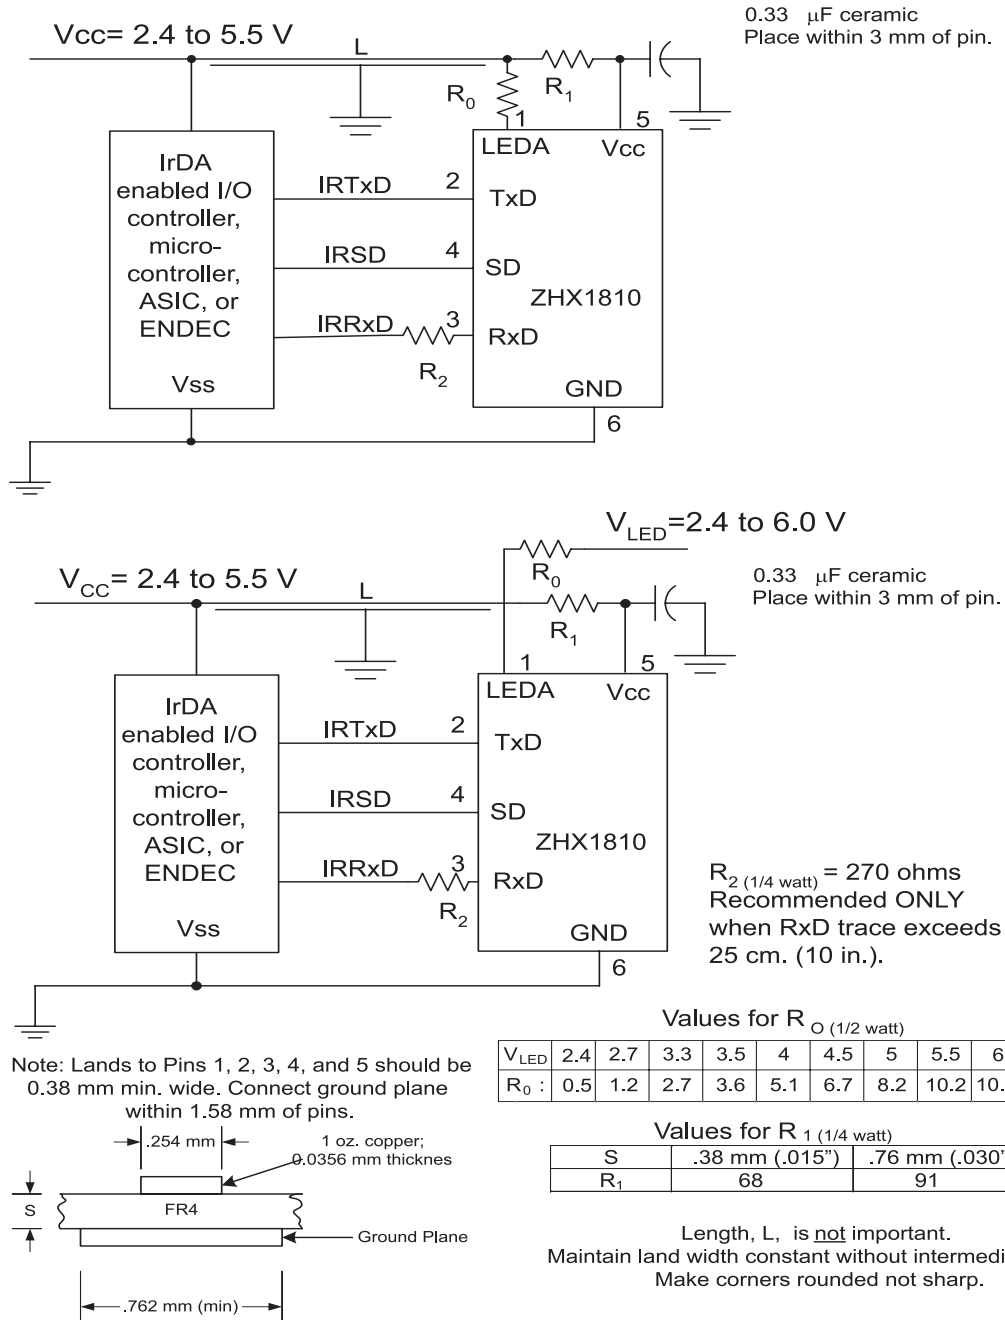 0.33 μF ceramic
Place within 3 mm of pin.
Vcc= 2.4 to 5.5 V
L
R0
R1
1
5
LEDA
Vcc
IrDA
enabled I/O
controller,
micro-
controller,
ASIC, or
ENDEC
Vss
IRTxD
2
TxD
IRSD
4
SD
ZHX1810
IRRxD
3
RxD
R2
GND
6
VLED=2.4 to 6.0 V
VCC= 2.4 to 5.5 V
R0
0.33 μF ceramic
Place within 3 mm of pin.
L
R1
1
5
LEDA
Vcc
IrDA
enabled I/O
controller,
micro-
controller,
ASIC, or
ENDEC
Vss
IRTxD
2
TxD
IRSD
4
SD
ZHX1810
IRRxD
3
RxD
R2
GND
6
R2 (1/4 watt) = 270 ohms
Recommended ONLY
when RxD trace exceeds
25 cm. (10 in.).
Values for R O (1/2 watt)
VLED 2.4 2.7 3.3 3.5 4 4.5 5 5.5 6
R0 : 0.5 1.2 2.7 3.6 5.1 6.7 8.2 10.2 10.
Note: Lands to Pins 1, 2, 3, 4, and 5 should be
0.38 mm min. wide. Connect ground plane
within 1.58 mm of pins.
.254 mm
1 oz. copper;
0.0356 mm thicknes
S
FR4
Ground Plane
.762 mm (min)
Values for R 1 (1/4 watt)
S .38 mm (.015”) .76 mm (.030”
R1 68 91
Length, L, is not important.
Maintain land width constant without intermedi
Make corners rounded not sharp.